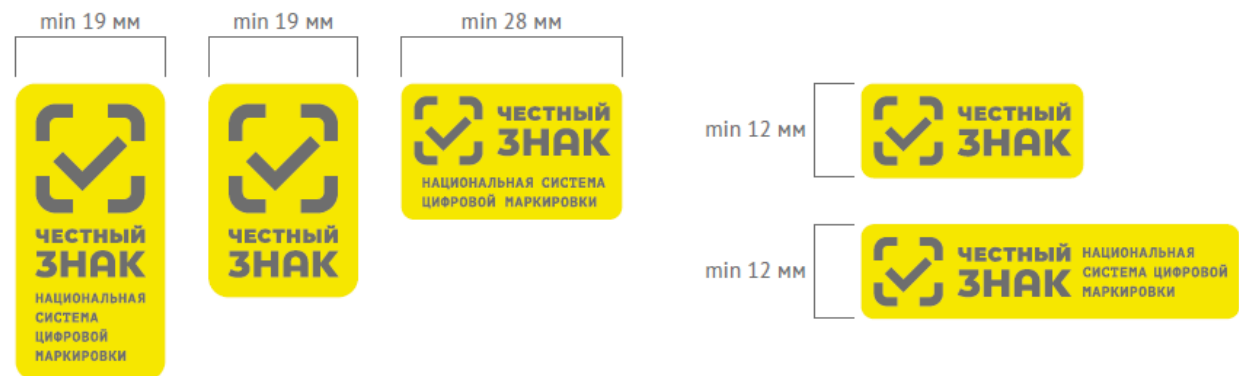 min 19 мм
min 19 мм
min 28 мм
ЧЕСТНЫЙ
ЗНАК
НАЦИОНАЛЬНАЯ
СИСТЕМА
ЦИФРОВОЙ
МАРКИРОВКИ
ЧЕСТНЫЙ
ЗНАК
ЧЕСТНЫЙ
ЗНАК
НАЦИОНАЛЬНАЯ СИСТЕМА
ЦИФРОВОЙ МАРКИРОВКИ
min 12 мм
ЧЕСТНЫЙ
ЗНАК
min 12 мм
ЧЕСТНЫЙ
ЗНАК
НАЦИОНАЛЬНАЯ
СИСТЕМА ЦИФРОВОЙ
МАРКИРОВКИ